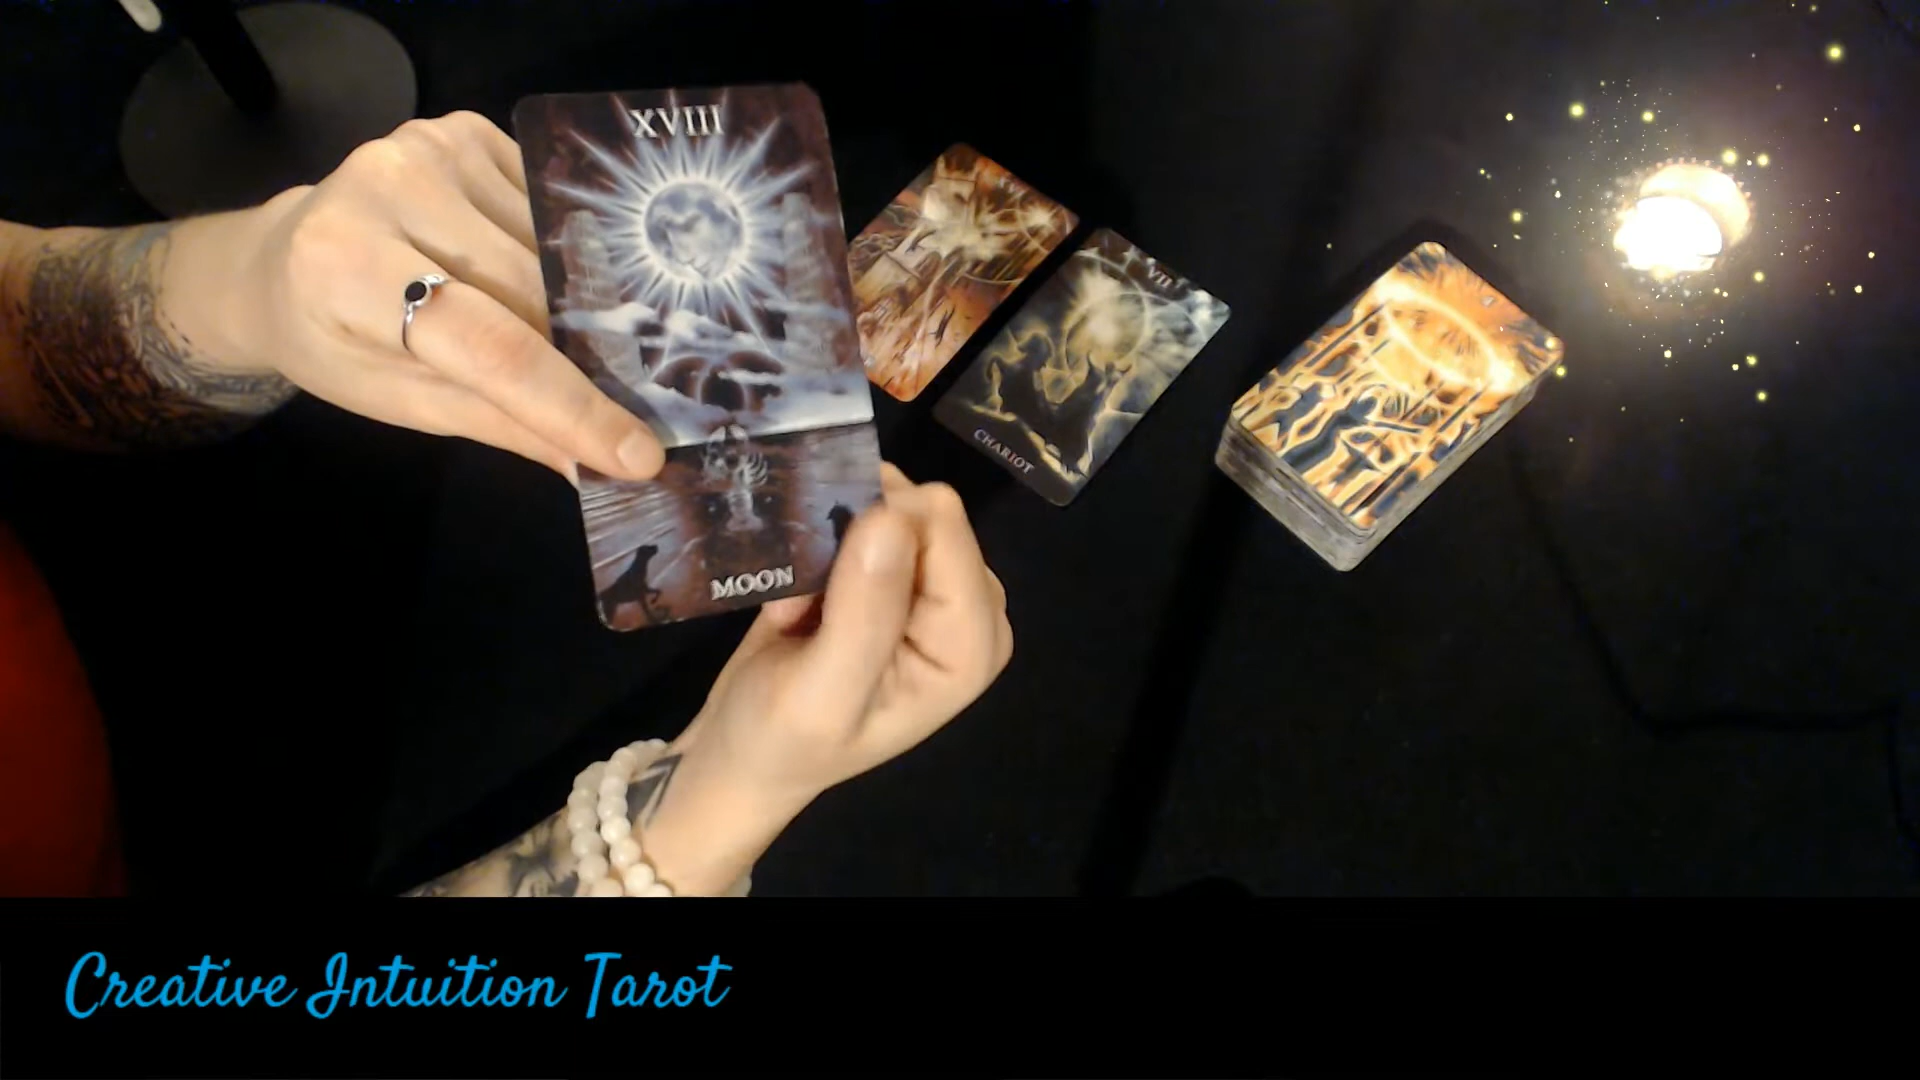 XVIII
MOON
VII
CHARIOT
Creative Intuition Tarot